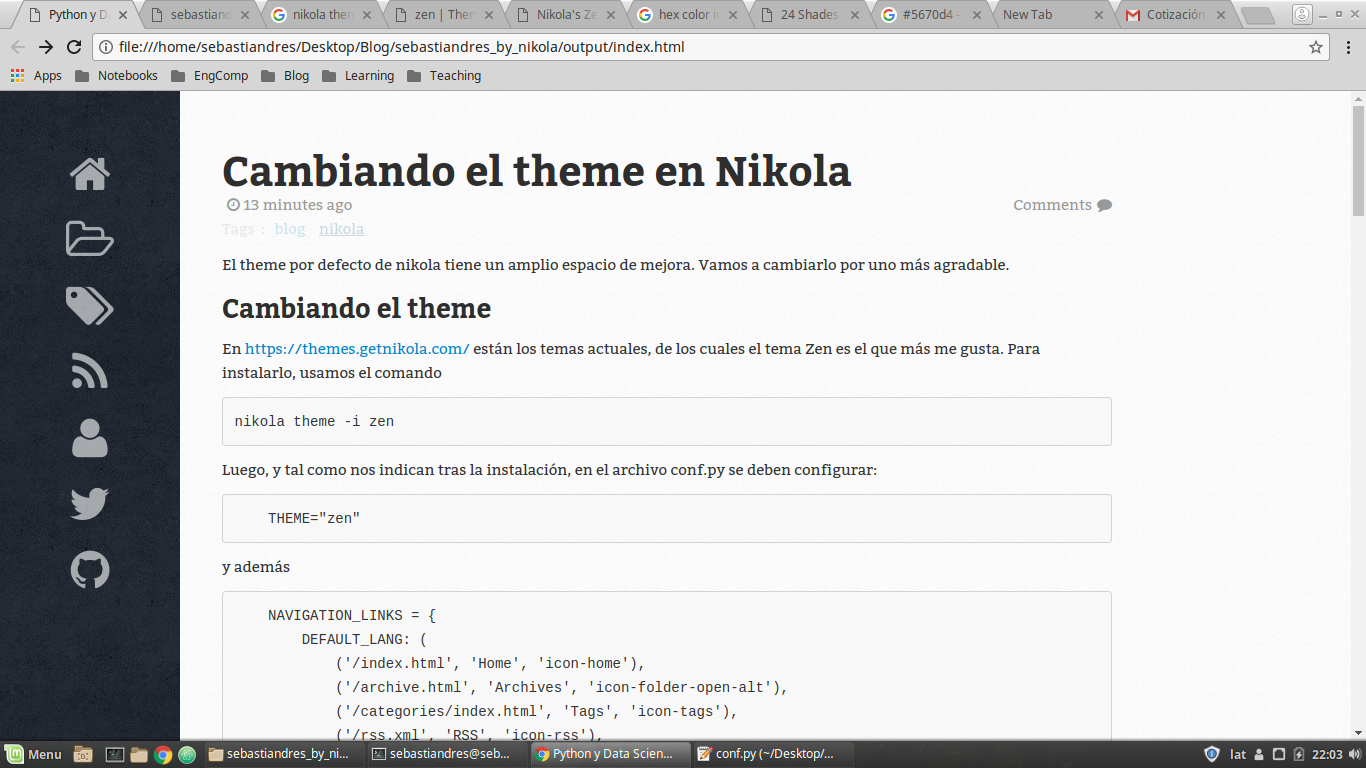 Python y D
sebastiand
nikola then
zen | Then
Nikola's Ze
hex color i
24 Shades
#5670d4 -
New Tab
Cotización
file:///home/sebastiandres/Desktop/Blog/sebastiandres_by_nikola/output/index.html
Apps Notebooks EngComp Blog Learning Teaching
Cambiando el theme en Nikola
13 minutes ago Comments
Tags : blog nikola
El theme por defecto de nikola tiene un amplio espacio de mejora. Vamos a cambiarlo por uno más agradable.
Cambiando el theme
En https://themes.getnikola.com/ están los temas actuales, de los cuales el tema Zen es el que más me gusta. Para
instalarlo, usamos el comando
nikola theme -i zen
Luego, y tal como nos indican tras la instalación, en el archivo conf.py se deben configurar:
THEME="zen"
y además
NAVIGATION_LINKS = {
DEFAULT_LANG: (
('/index.html', 'Home', 'icon-home'),
('/archive.html', 'Archives', 'icon-folder-open-alt'),
('/categories/index.html', 'Tags', 'icon-tags'),
('/rss.xml', 'RSS', 'icon-rss'),
Menu sebastiandres_by_ni... sebastiandres@seb... Python y Data Scien... conf.py (~/Desktop/... lat 22:03